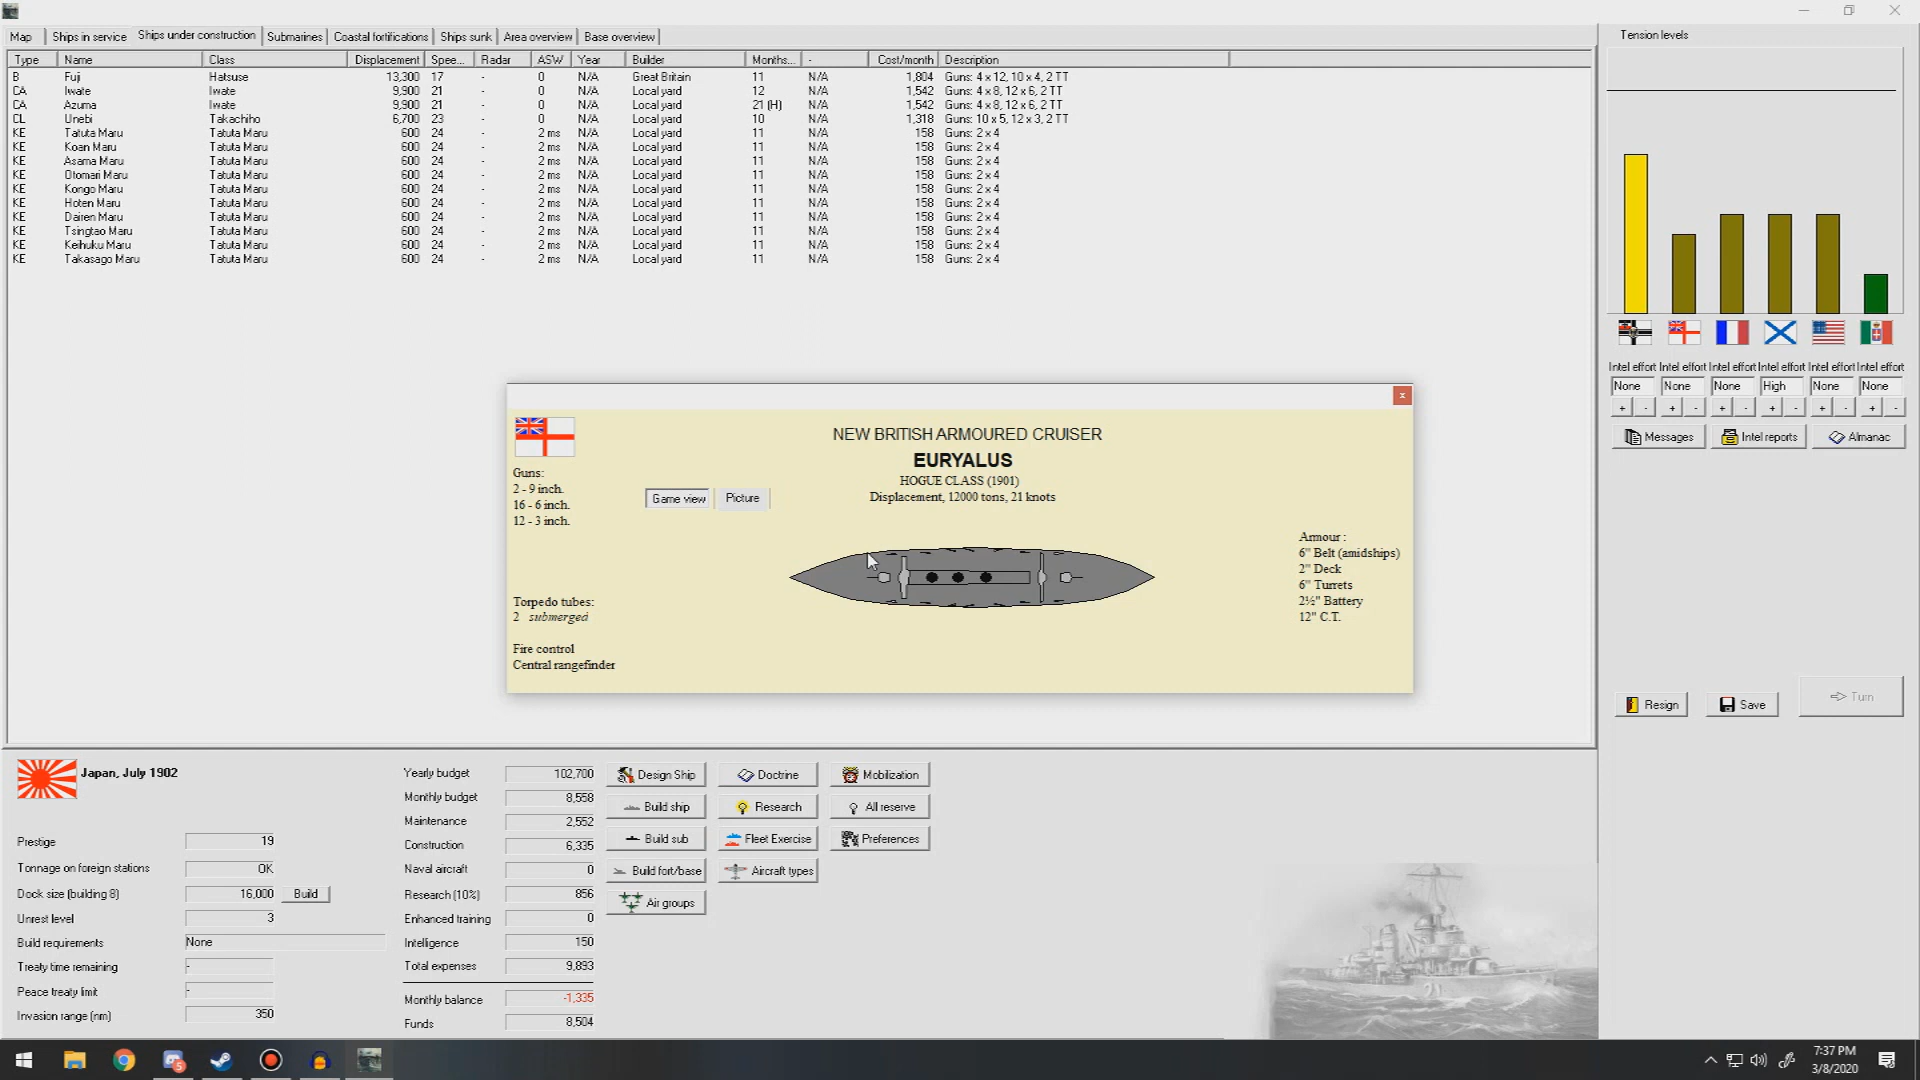 Map Ships in service Ships under construction Submarines Coastal fortifications Ships sunk Area overview Base overview
Type Name Class Displacement Spee... Radar ASW Year Builder Months... - Cost/month Description
B Fuji Hatsuse 13,300 17 - 0 N/A Great Britain 11 N/A 1,804 Guns: 4 x 12, 10 x 4, 2 TT
CA Iwate Iwate 9,900 21 - 0 N/A Local yard 12 N/A 1,542 Guns: 4 x 8, 12 x 6, 2 TT
CA Azuma Iwate 9,900 21 - 0 N/A Local yard 21 (H) N/A 1,542 Guns: 4 x 8, 12 x 6, 2 TT
CL Unebi Takachiho 6,700 23 - 0 N/A Local yard 10 N/A 1,318 Guns: 10 x 5, 12 x 3, 2 TT
KE Tatuta Maru Tatuta Maru 600 24 - 2 ms N/A Local yard 11 N/A 158 Guns: 2 x 4
KE Koan Maru Tatuta Maru 600 24 - 2 ms N/A Local yard 11 N/A 158 Guns: 2 x 4
KE Asama Maru Tatuta Maru 600 24 - 2 ms N/A Local yard 11 N/A 158 Guns: 2 x 4
KE Otomari Maru Tatuta Maru 600 24 - 2 ms N/A Local yard 11 N/A 158 Guns: 2 x 4
KE Kongo Maru Tatuta Maru 600 24 - 2 ms N/A Local yard 11 N/A 158 Guns: 2 x 4
KE Hoten Maru Tatuta Maru 600 24 - 2 ms N/A Local yard 11 N/A 158 Guns: 2 x 4
KE Dairen Maru Tatuta Maru 600 24 - 2 ms N/A Local yard 11 N/A 158 Guns: 2 x 4
KE Tsingtao Maru Tatuta Maru 600 24 - 2 ms N/A Local yard 11 N/A 158 Guns: 2 x 4
KE Keihuku Maru Tatuta Maru 600 24 - 2 ms N/A Local yard 11 N/A 158 Guns: 2 x 4
KE Takasago Maru Tatuta Maru 600 24 - 2 ms N/A Local yard 11 N/A 158 Guns: 2 x 4
Tension levels
Intel effort Intel effort Intel effort Intel effort Intel effort Intel effort
None None None High None None
+ - + - + - + - + - + -
Messages Intel reports Almanac
Resign Save Turn
NEW BRITISH ARMOURED CRUISER
EURYALUS
HOGUE CLASS (1901)
Displacement, 12000 tons, 21 knots
Guns:
2 - 9 inch.
16 - 6 inch.
12 - 3 inch.
Game view Picture
Torpedo tubes:
2 submerged
Fire control
Central rangefinder
Armour :
6" Belt (amidships)
2" Deck
6" Turrets
2½" Battery
12" C.T.
Japan, July 1902
Prestige 19
Tonnage on foreign stations OK
Dock size (building 8) 16,000 Build
Unrest level 3
Build requirements None
Treaty time remaining -
Peace treaty limit -
Invasion range (nm) 350
Yearly budget 102,700
Monthly budget 8,558
Maintenance 2,552
Construction 6,335
Naval aircraft 0
Research (10%) 856
Enhanced training 0
Intelligence 150
Total expenses 9,893
Monthly balance -1,335
Funds 8,504
Design Ship Doctrine Mobilization
Build ship Research All reserve
Build sub Fleet Exercise Preferences
Build fort/base Aircraft types
Air groups
7:37 PM
3/8/2020